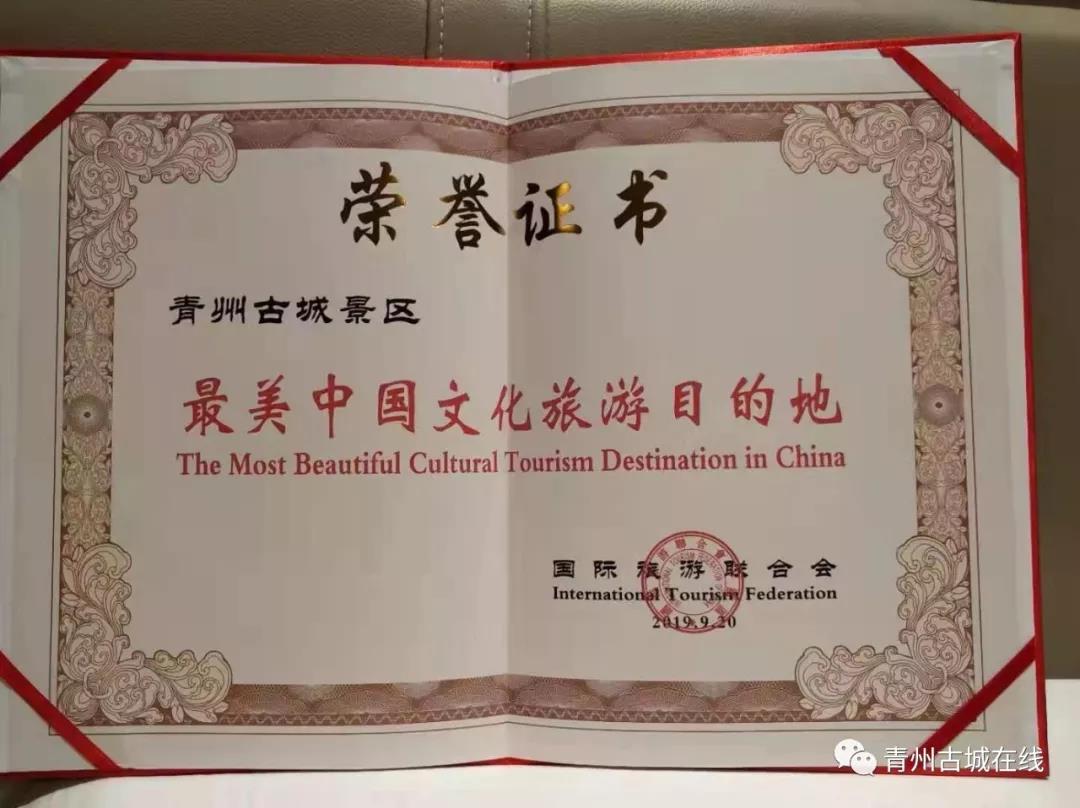 荣誉证书
青州古城景区
最美中国文化旅游目的地
The Most Beautiful Cultural Tourism Destination in China
国际旅游联合会
International Tourism Federation
2019.9.20
青州古城在线